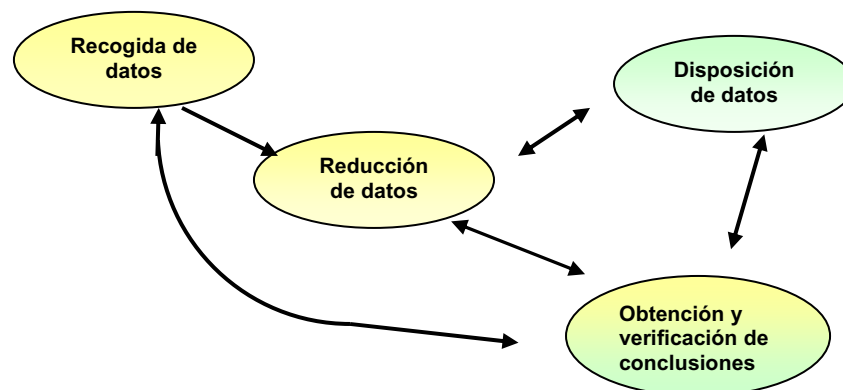 Recogida de
datos
Disposición
de datos
Reducción
de datos
Obtención y
verificación de
conclusiones